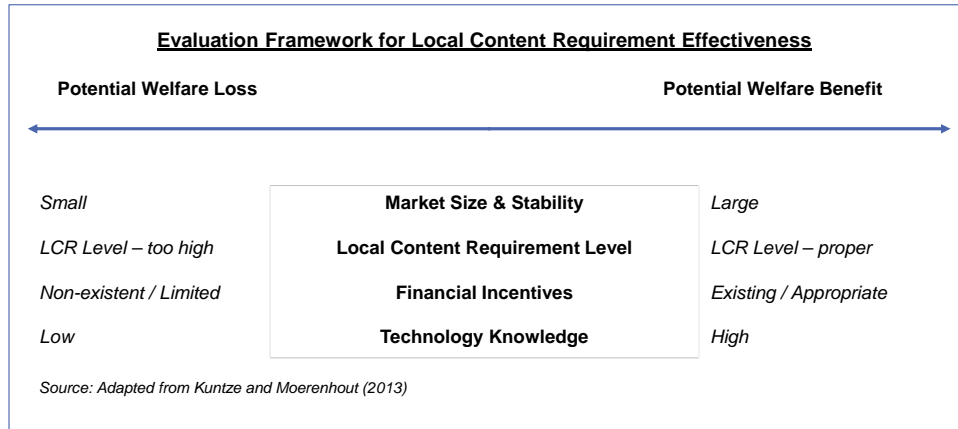 Evaluation Framework for Local Content Requirement Effectiveness
Potential Welfare Loss Potential Welfare Benefit
Small Market Size & Stability Large
LCR Level – too high Local Content Requirement Level LCR Level – proper
Non-existent / Limited Financial Incentives Existing / Appropriate
Low Technology Knowledge High
Source: Adapted from Kuntze and Moerenhout (2013)